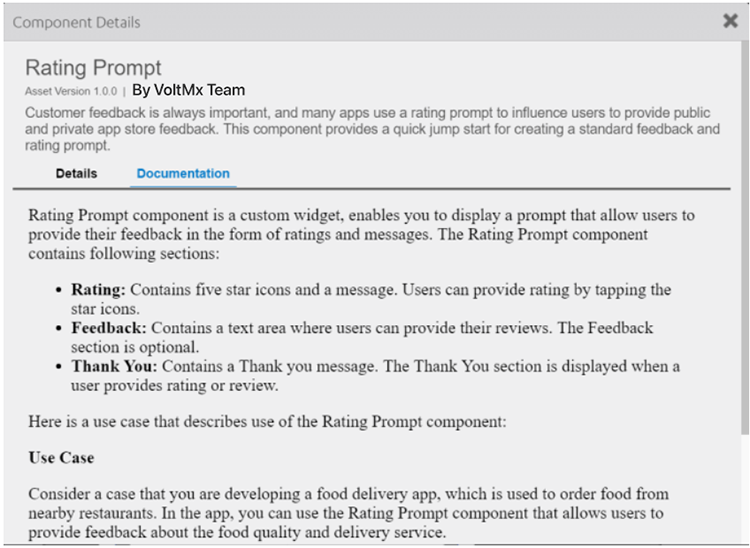 Component Details
Rating Prompt
Asset Version 1.0.0 | By VoltMx Team
Customer feedback is always important, and many apps use a rating prompt to influence users to provide public
and private app store feedback. This component provides a quick jump start for creating a standard feedback and
rating prompt.
Details Documentation
Rating Prompt component is a custom widget, enables you to display a prompt that allow users to
provide their feedback in the form of ratings and messages. The Rating Prompt component
contains following sections:
• Rating: Contains five star icons and a message. Users can provide rating by tapping the
star icons.
• Feedback: Contains a text area where users can provide their reviews. The Feedback
section is optional.
• Thank You: Contains a Thank you message. The Thank You section is displayed when a
user provides rating or review.
Here is a use case that describes use of the Rating Prompt component:
Use Case
Consider a case that you are developing a food delivery app, which is used to order food from
nearby restaurants. In the app, you can use the Rating Prompt component that allows users to
provide feedback about the food quality and delivery service.